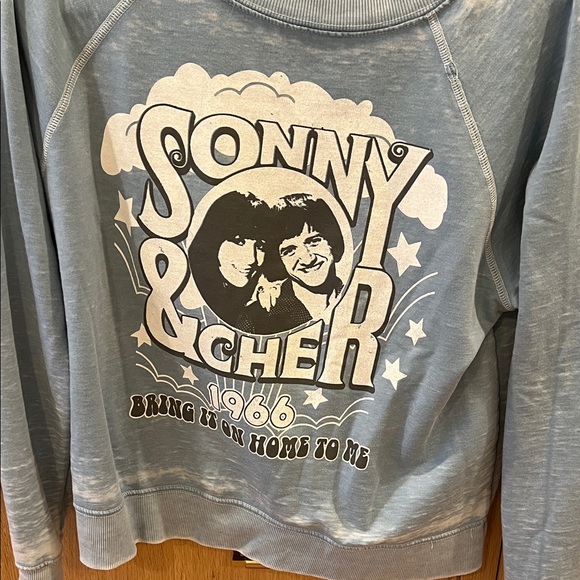 SONNY
&CHER
1966
BRING IT ON HOME TO ME